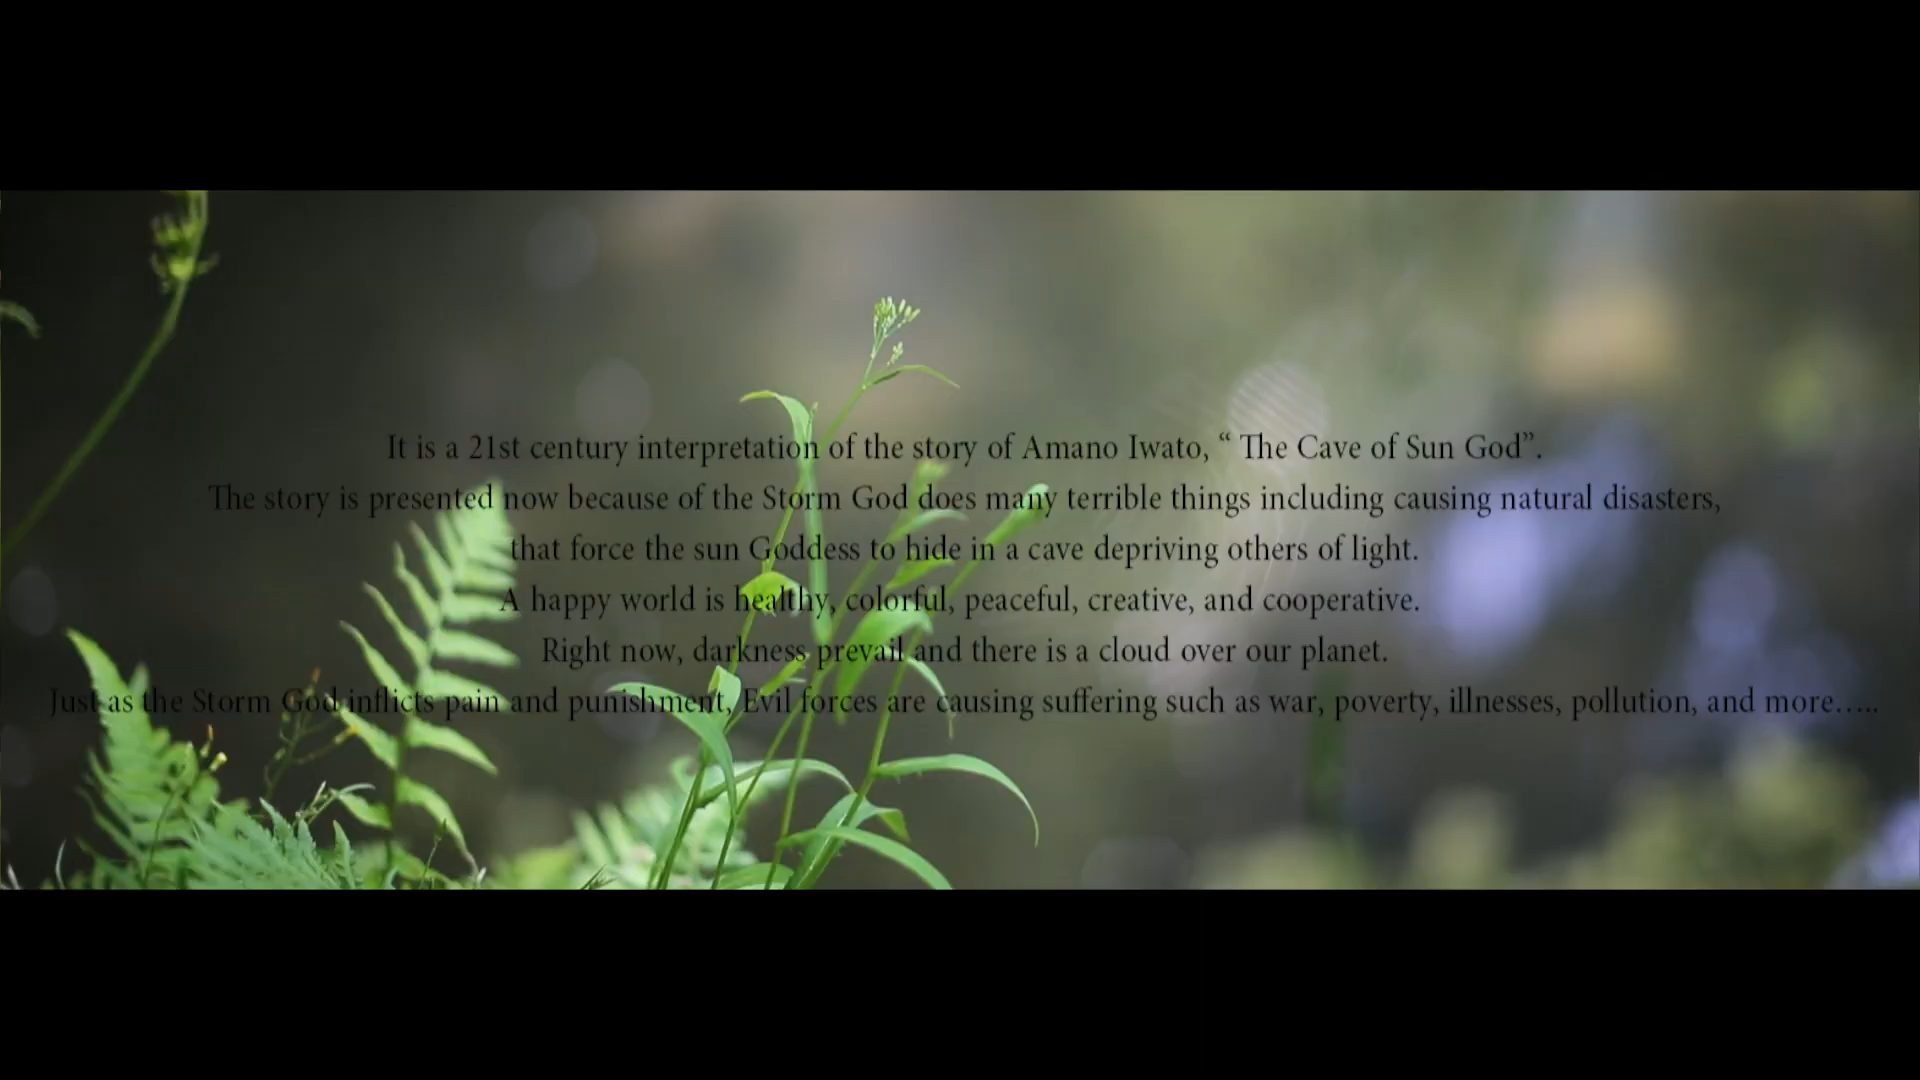 It is a 21st century interpretation of the story of Amano Iwato, “ The Cave of Sun God”.
The story is presented now because of the Storm God does many terrible things including causing natural disasters,
that force the sun Goddess to hide in a cave depriving others of light.
A happy world is healthy, colorful, peaceful, creative, and cooperative.
Right now, darkness prevail and there is a cloud over our planet.
Just as the Storm God inflicts pain and punishment, Evil forces are causing suffering such as war, poverty, illnesses, pollution, and more…..